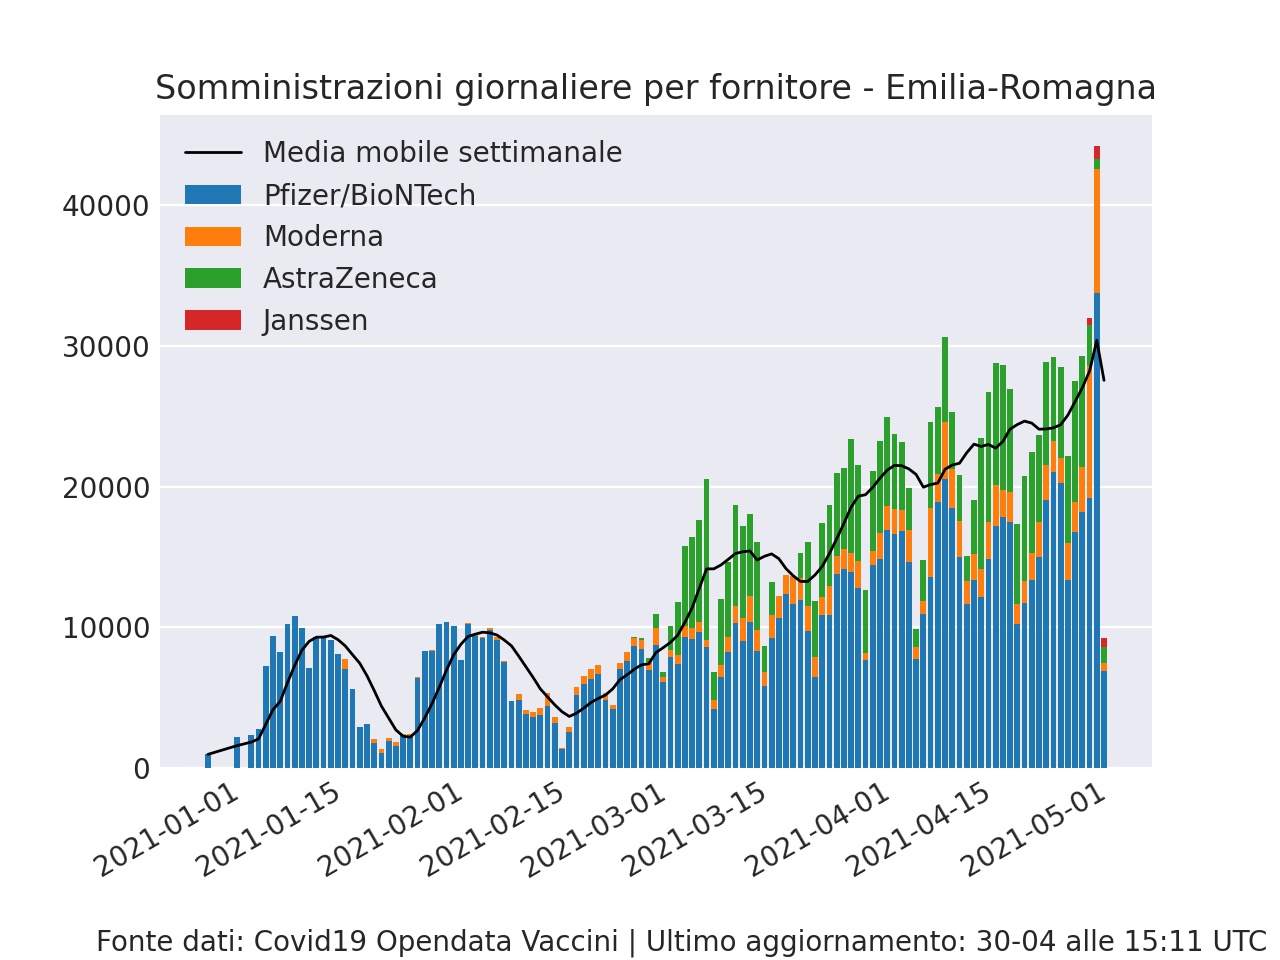 Somministrazioni giornaliere per fornitore - Emilia-Romagna
Media mobile settimanale
Pfizer/BioNTech
Moderna
AstraZeneca
Janssen
40000
30000
20000
10000
0
2021-01-01
2021-01-15
2021-02-01
2021-02-15
2021-03-01
2021-03-15
2021-04-01
2021-04-15
2021-05-01
Fonte dati: Covid19 Opendata Vaccini | Ultimo aggiornamento: 30-04 alle 15:11 UTC